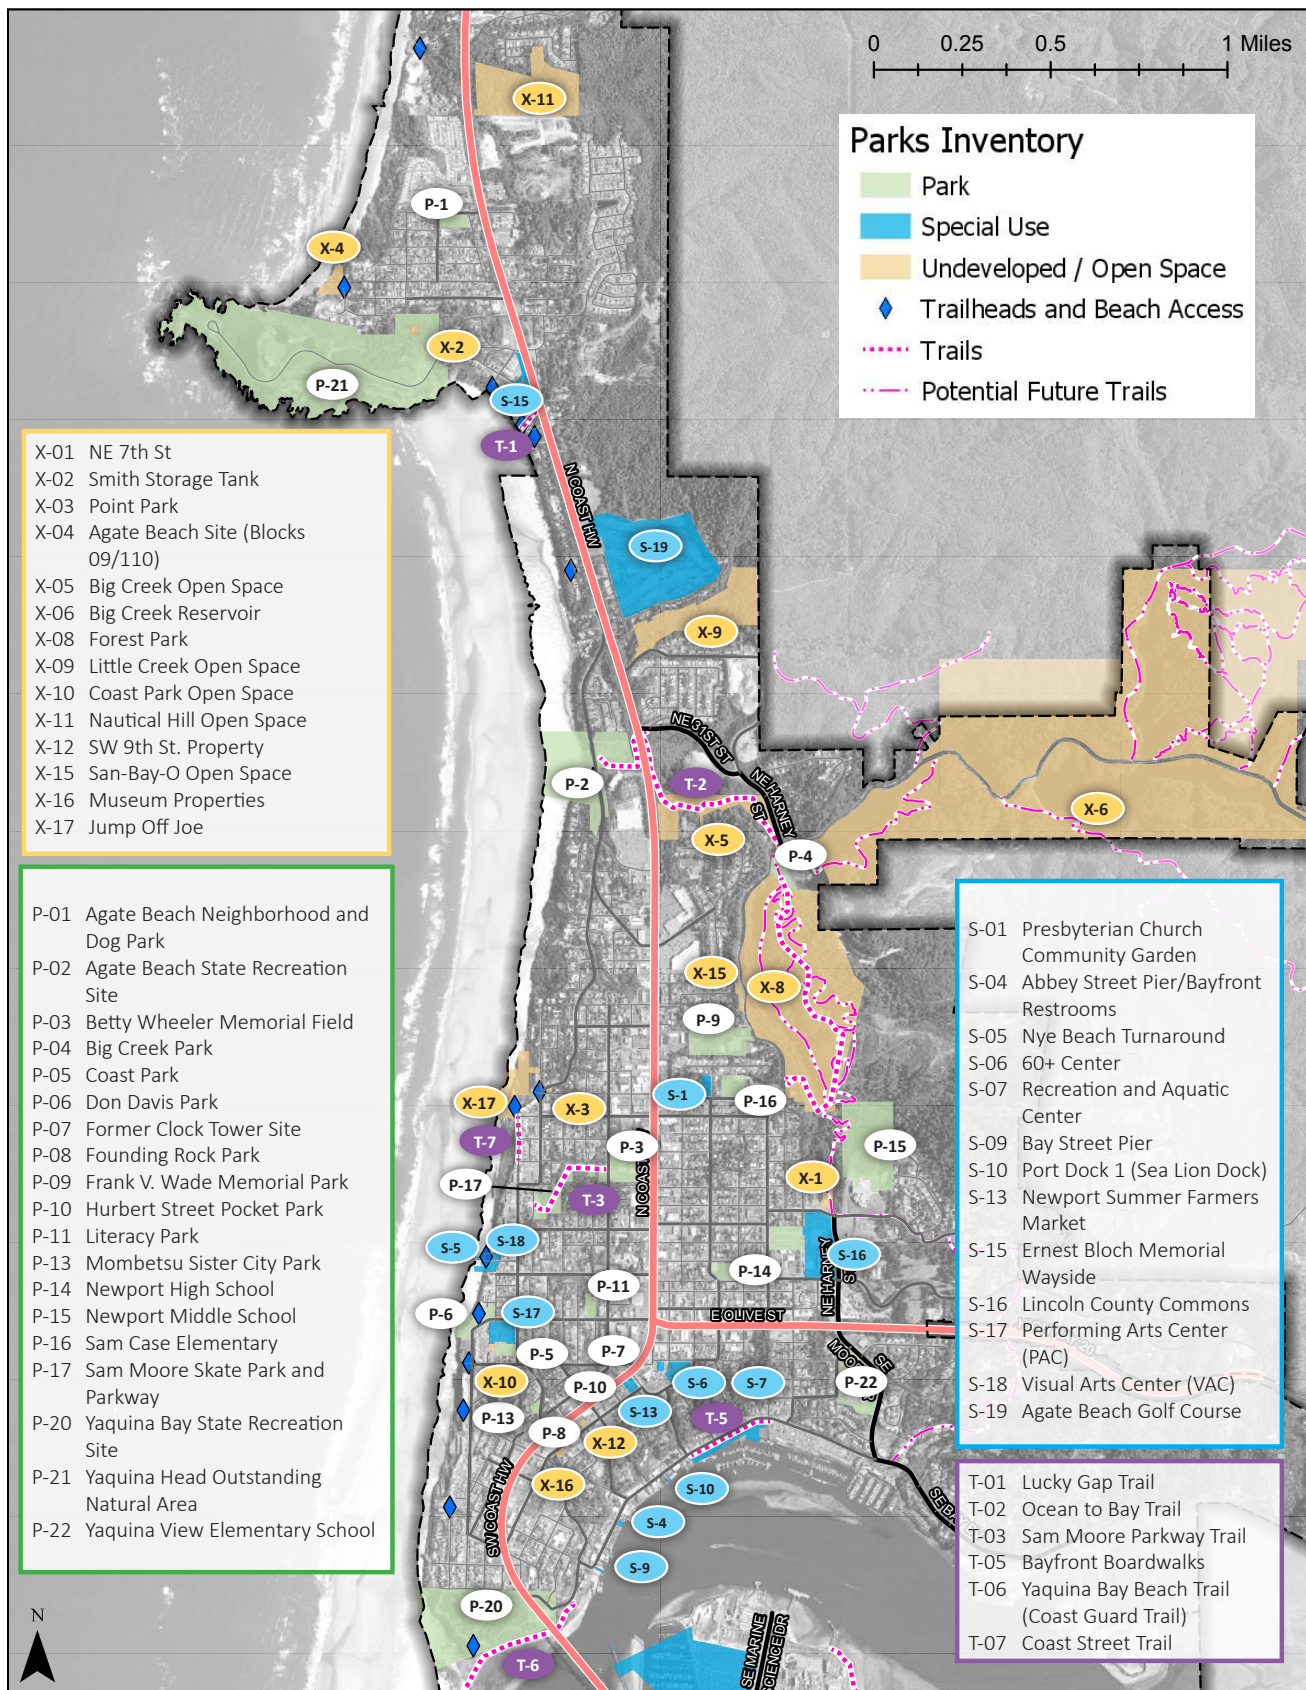 0 0.25 0.5 1 Miles
Parks Inventory
Park
Special Use
Undeveloped / Open Space
Trailheads and Beach Access
Trails
Potential Future Trails
X-11
P-1
X-4
X-2
P-21
S-15
T-1
N COAST HW
S-19
X-9
NE 31ST ST
P-2
T-2
NE HARNEY
ST
X-6
X-5
P-4
X-15
X-8
P-9
S-1
P-16
X-17
X-3
T-7
P-3
P-15
N COAST
P-17
T-3
X-1
S-5
S-18
NE HARNEY
S
S-16
P-14
P-11
P-6
S-17
E OLIVE ST
P-5
P-7
SE
MOO
X-10
P-10
S-6
S-7
P-22
P-13
S-13
T-5
P-8
X-12
SW COAST HW
X-16
S-10
SE BA
S-4
S-9
P-20
T-6
SE MARINE
SCIENCE DR
20
N
X-01 NE 7th St
X-02 Smith Storage Tank
X-03 Point Park
X-04 Agate Beach Site (Blocks
09/110)
X-05 Big Creek Open Space
X-06 Big Creek Reservoir
X-08 Forest Park
X-09 Little Creek Open Space
X-10 Coast Park Open Space
X-11 Nautical Hill Open Space
X-12 SW 9th St. Property
X-15 San-Bay-O Open Space
X-16 Museum Properties
X-17 Jump Off Joe
P-01 Agate Beach Neighborhood and
Dog Park
P-02 Agate Beach State Recreation
Site
P-03 Betty Wheeler Memorial Field
P-04 Big Creek Park
P-05 Coast Park
P-06 Don Davis Park
P-07 Former Clock Tower Site
P-08 Founding Rock Park
P-09 Frank V. Wade Memorial Park
P-10 Hurbert Street Pocket Park
P-11 Literacy Park
P-13 Mombetsu Sister City Park
P-14 Newport High School
P-15 Newport Middle School
P-16 Sam Case Elementary
P-17 Sam Moore Skate Park and
Parkway
P-20 Yaquina Bay State Recreation
Site
P-21 Yaquina Head Outstanding
Natural Area
P-22 Yaquina View Elementary School
S-01 Presbyterian Church
Community Garden
S-04 Abbey Street Pier/Bayfront
Restrooms
S-05 Nye Beach Turnaround
S-06 60+ Center
S-07 Recreation and Aquatic
Center
S-09 Bay Street Pier
S-10 Port Dock 1 (Sea Lion Dock)
S-13 Newport Summer Farmers
Market
S-15 Ernest Bloch Memorial
Wayside
S-16 Lincoln County Commons
S-17 Performing Arts Center
(PAC)
S-18 Visual Arts Center (VAC)
S-19 Agate Beach Golf Course
T-01 Lucky Gap Trail
T-02 Ocean to Bay Trail
T-03 Sam Moore Parkway Trail
T-05 Bayfront Boardwalks
T-06 Yaquina Bay Beach Trail
(Coast Guard Trail)
T-07 Coast Street Trail